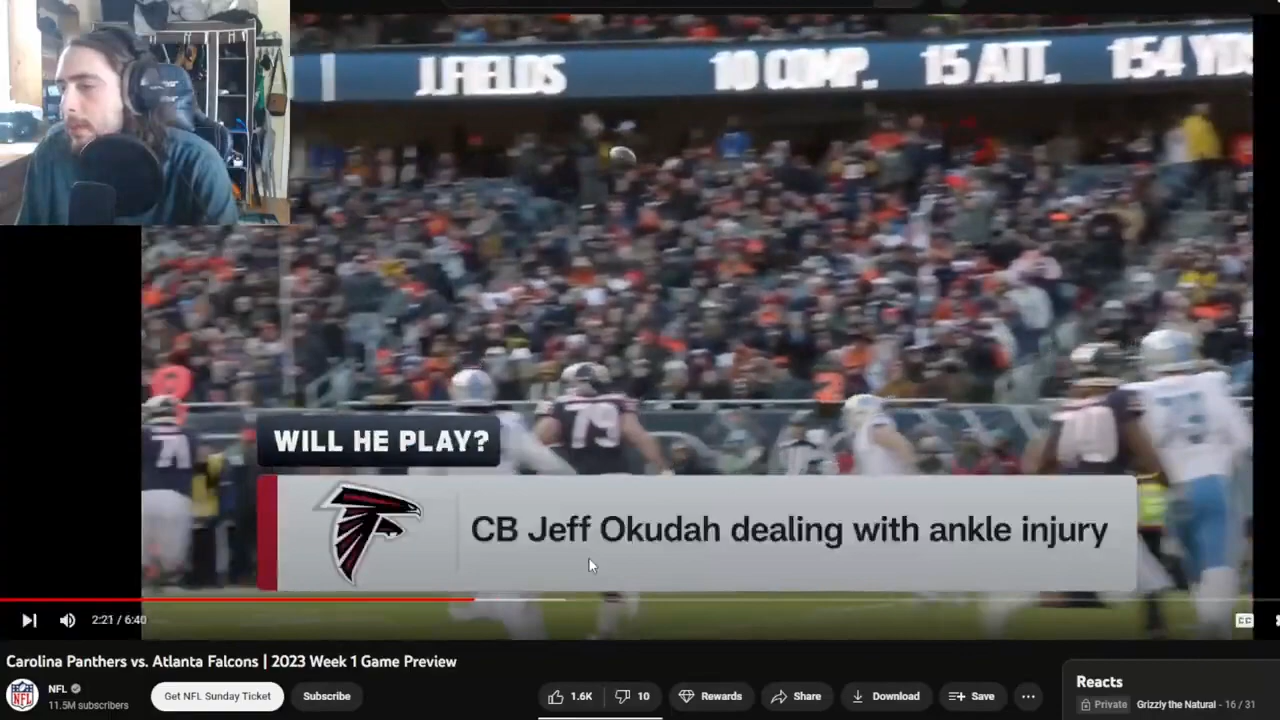 J.FIELDS 10 COMP. 15 ATT. 154 YDS
79
WILL HE PLAY?
CB Jeff Okudah dealing with ankle injury
2:21 / 6:40
CC
Carolina Panthers vs. Atlanta Falcons | 2023 Week 1 Game Preview
NFL
11.5M subscribers
Get NFL Sunday Ticket
Subscribe
1.6K
10
Rewards
Share
Download
Save
Reacts
Private Grizzly the Natural - 16 / 31